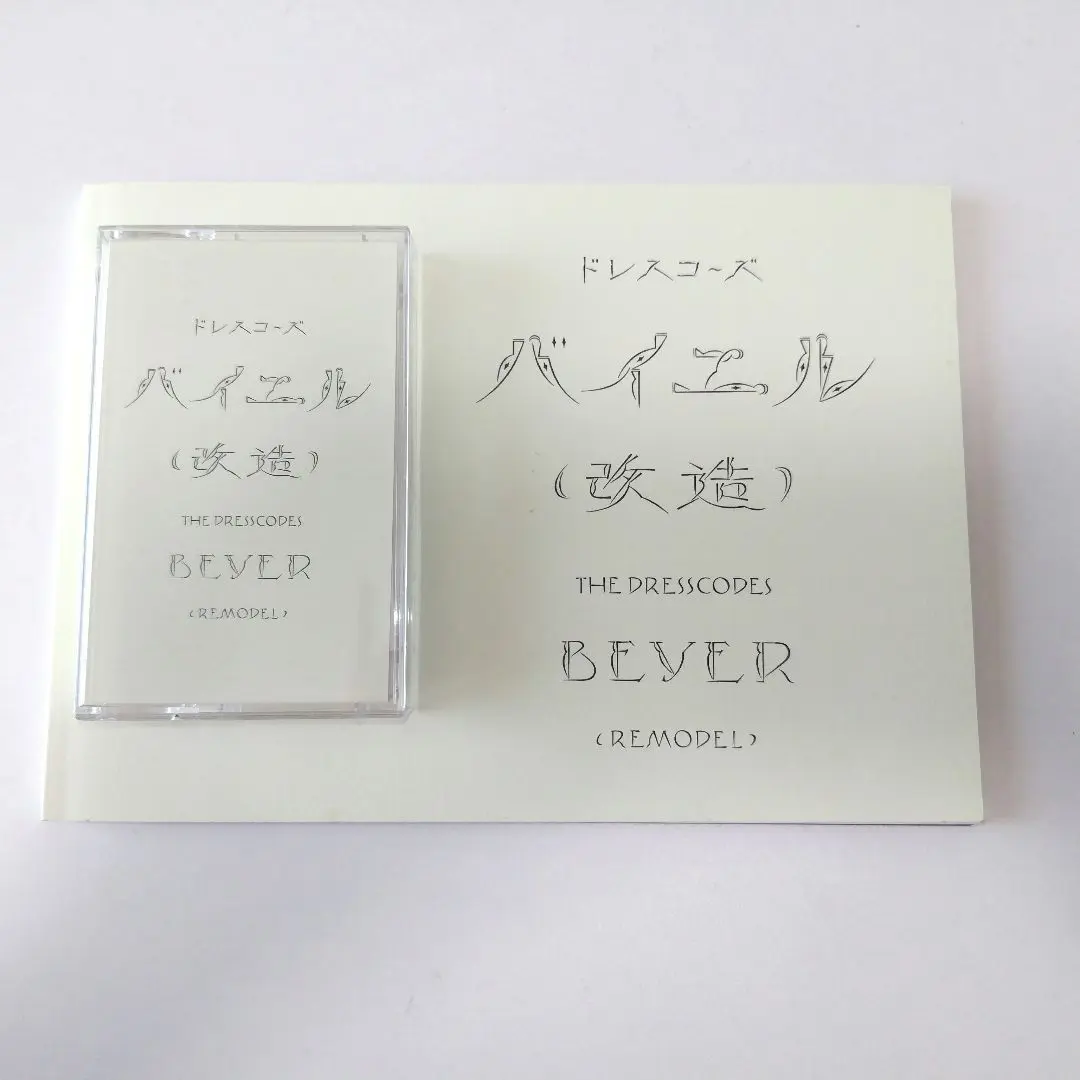 ドレスコーズ
バイエル
（改造）
THE DRESSCODES
BEYER
(REMODEL)
ドレスコーズ
バイエル
（改造）
THE DRESSCODES
BEYER
(REMODEL)